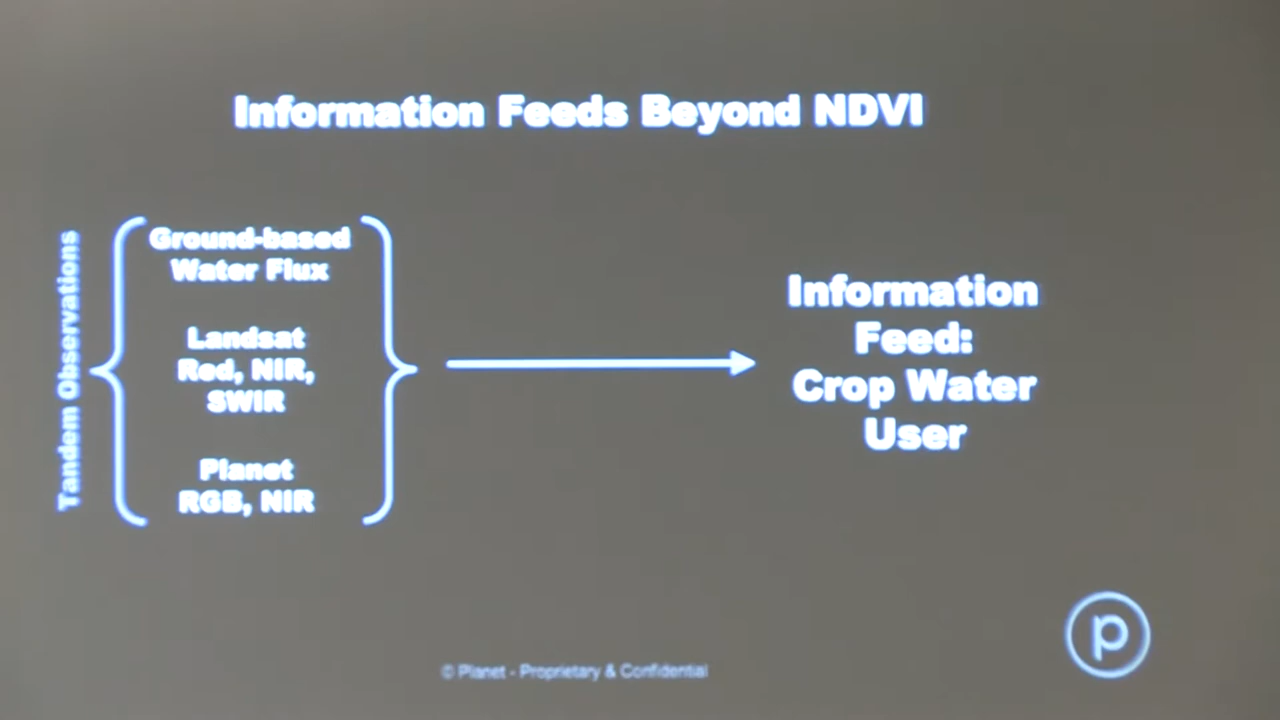 Information Feeds Beyond NDVI
Tandem Observations
Ground-based
Water Flux
Landsat
Red, NIR,
SWIR
Planet
RGB, NIR
Information
Feed:
Crop Water
User
p
© Planet - Proprietary & Confidential